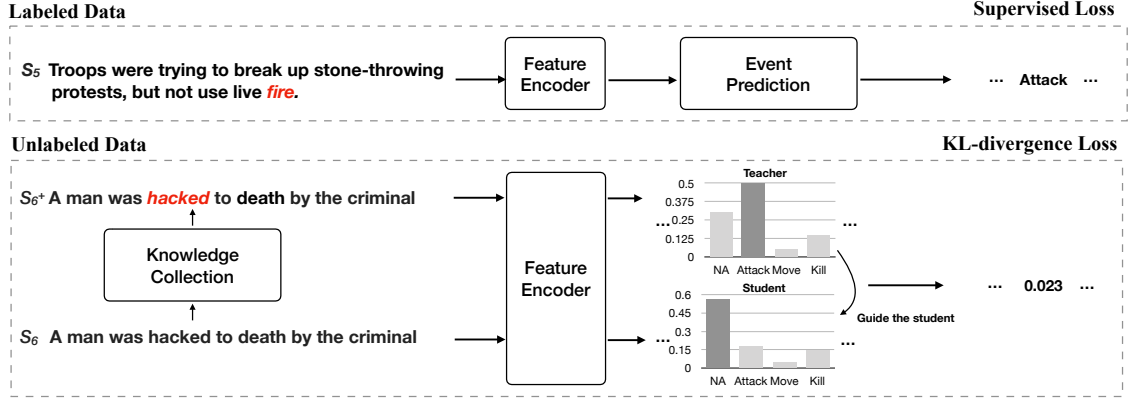 Labeled Data
Supervised Loss
S5 Troops were trying to break up stone-throwing
protests, but not use live fire.
Feature
Encoder
Event
Prediction
... Attack ...
Unlabeled Data
KL-divergence Loss
S6+ A man was hacked to death by the criminal
Knowledge
Collection
S6 A man was hacked to death by the criminal
Feature
Encoder
Teacher
0.5
0.375
0.25
0.125
0
... ...
NA Attack Move Kill
Student
0.6
0.45
0.3
0.15
0
... ...
NA Attack Move Kill
Guide the student
... 0.023 ...